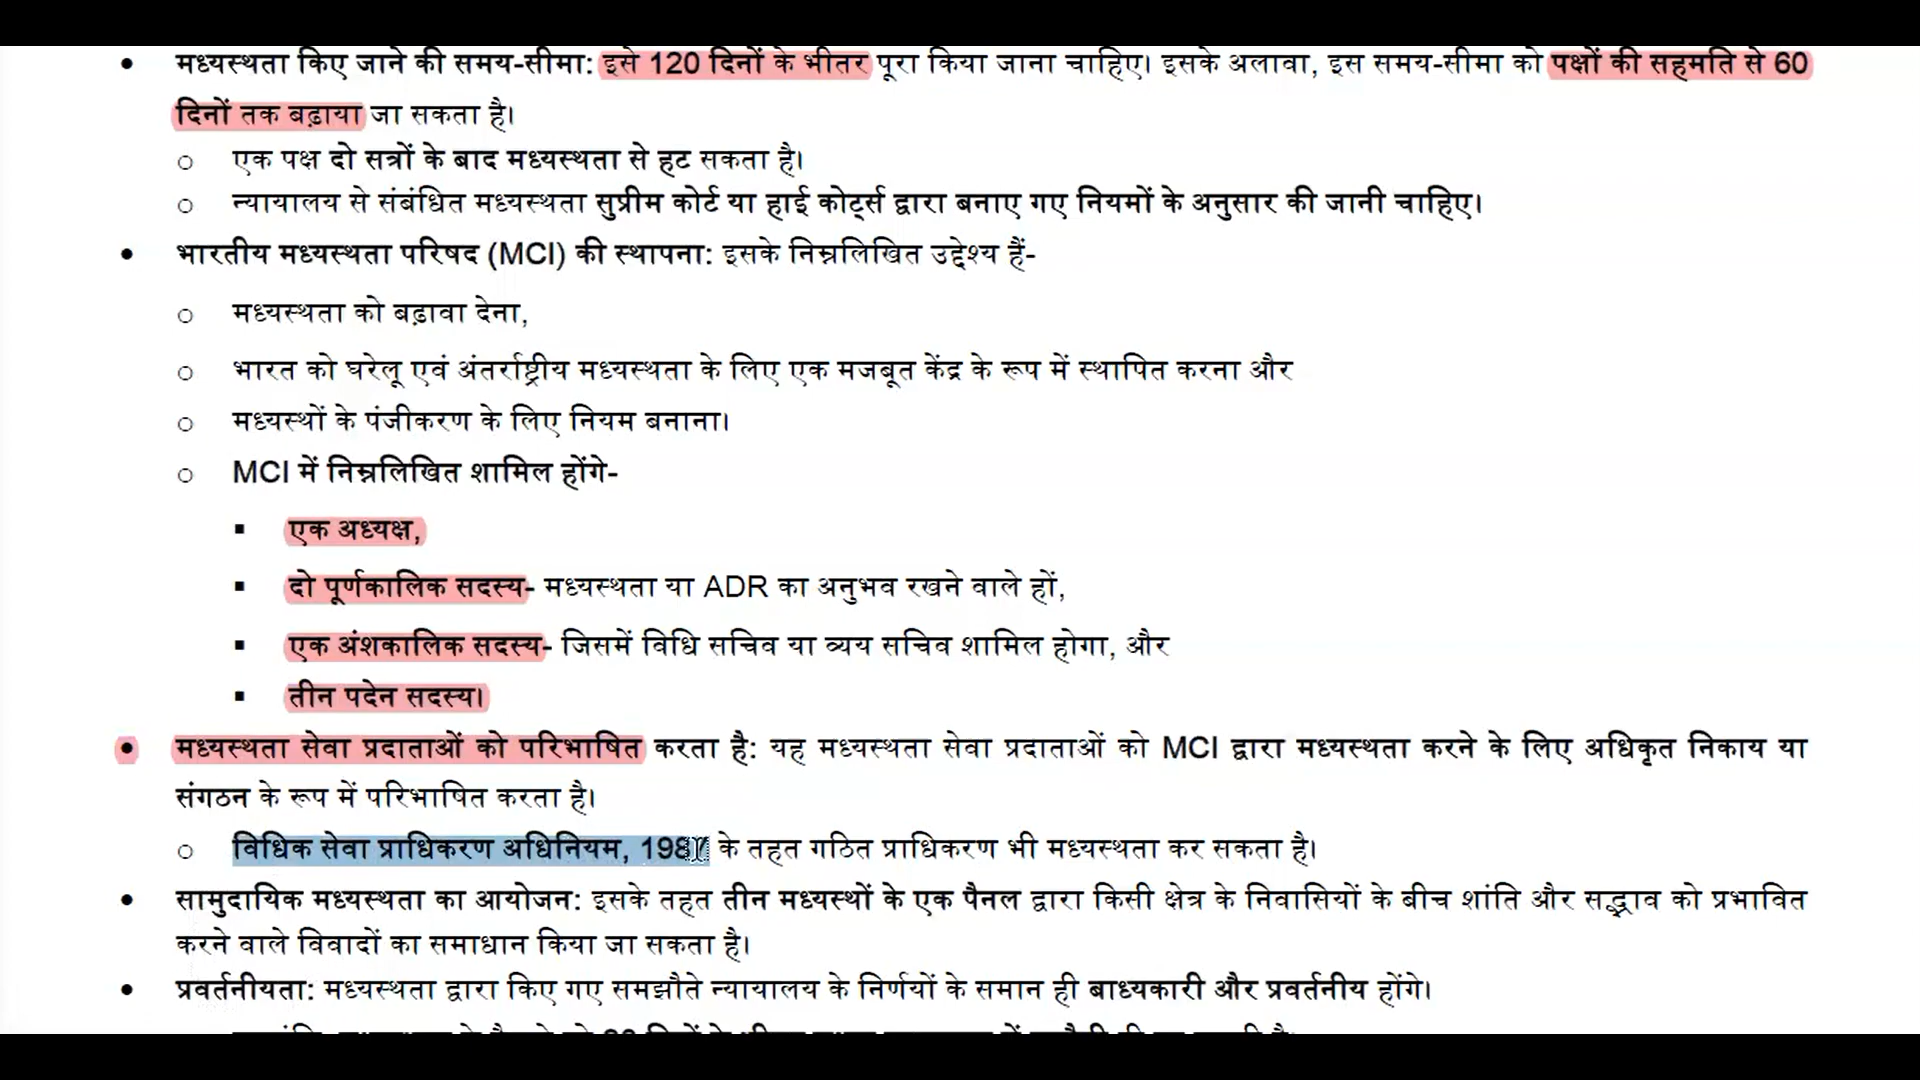 • मध्यस्थता किए जाने की समय-सीमा: इसे 120 दिनों के भीतर पूरा किया जाना चाहिए। इसके अलावा, इस समय-सीमा को पक्षों की सहमति से 60
दिनों तक बढ़ाया जा सकता है।
○ एक पक्ष दो सत्रों के बाद मध्यस्थता से हट सकता है।
○ न्यायालय से संबंधित मध्यस्थता सुप्रीम कोर्ट या हाई कोर्ट्स द्वारा बनाए गए नियमों के अनुसार की जानी चाहिए।
• भारतीय मध्यस्थता परिषद (MCI) की स्थापना: इसके निम्नलिखित उद्देश्य हैं-
○ मध्यस्थता को बढ़ावा देना,
○ भारत को घरेलू एवं अंतर्राष्ट्रीय मध्यस्थता के लिए एक मजबूत केंद्र के रूप में स्थापित करना और
○ मध्यस्थों के पंजीकरण के लिए नियम बनाना।
○ MCI में निम्नलिखित शामिल होंगे-
▪ एक अध्यक्ष,
▪ दो पूर्णकालिक सदस्य- मध्यस्थता या ADR का अनुभव रखने वाले हों,
▪ एक अंशकालिक सदस्य- जिसमें विधि सचिव या व्यय सचिव शामिल होगा, और
▪ तीन पदेन सदस्य।
• मध्यस्थता सेवा प्रदाताओं को परिभाषित करता है: यह मध्यस्थता सेवा प्रदाताओं को MCI द्वारा मध्यस्थता करने के लिए अधिकृत निकाय या
संगठन के रूप में परिभाषित करता है।
○ विधिक सेवा प्राधिकरण अधिनियम, 1987 के तहत गठित प्राधिकरण भी मध्यस्थता कर सकता है।
• सामुदायिक मध्यस्थता का आयोजन: इसके तहत तीन मध्यस्थों के एक पैनल द्वारा किसी क्षेत्र के निवासियों के बीच शांति और सद्भाव को प्रभावित
करने वाले विवादों का समाधान किया जा सकता है।
• प्रवर्तनीयता: मध्यस्थता द्वारा किए गए समझौते न्यायालय के निर्णयों के समान ही बाध्यकारी और प्रवर्तनीय होंगे।